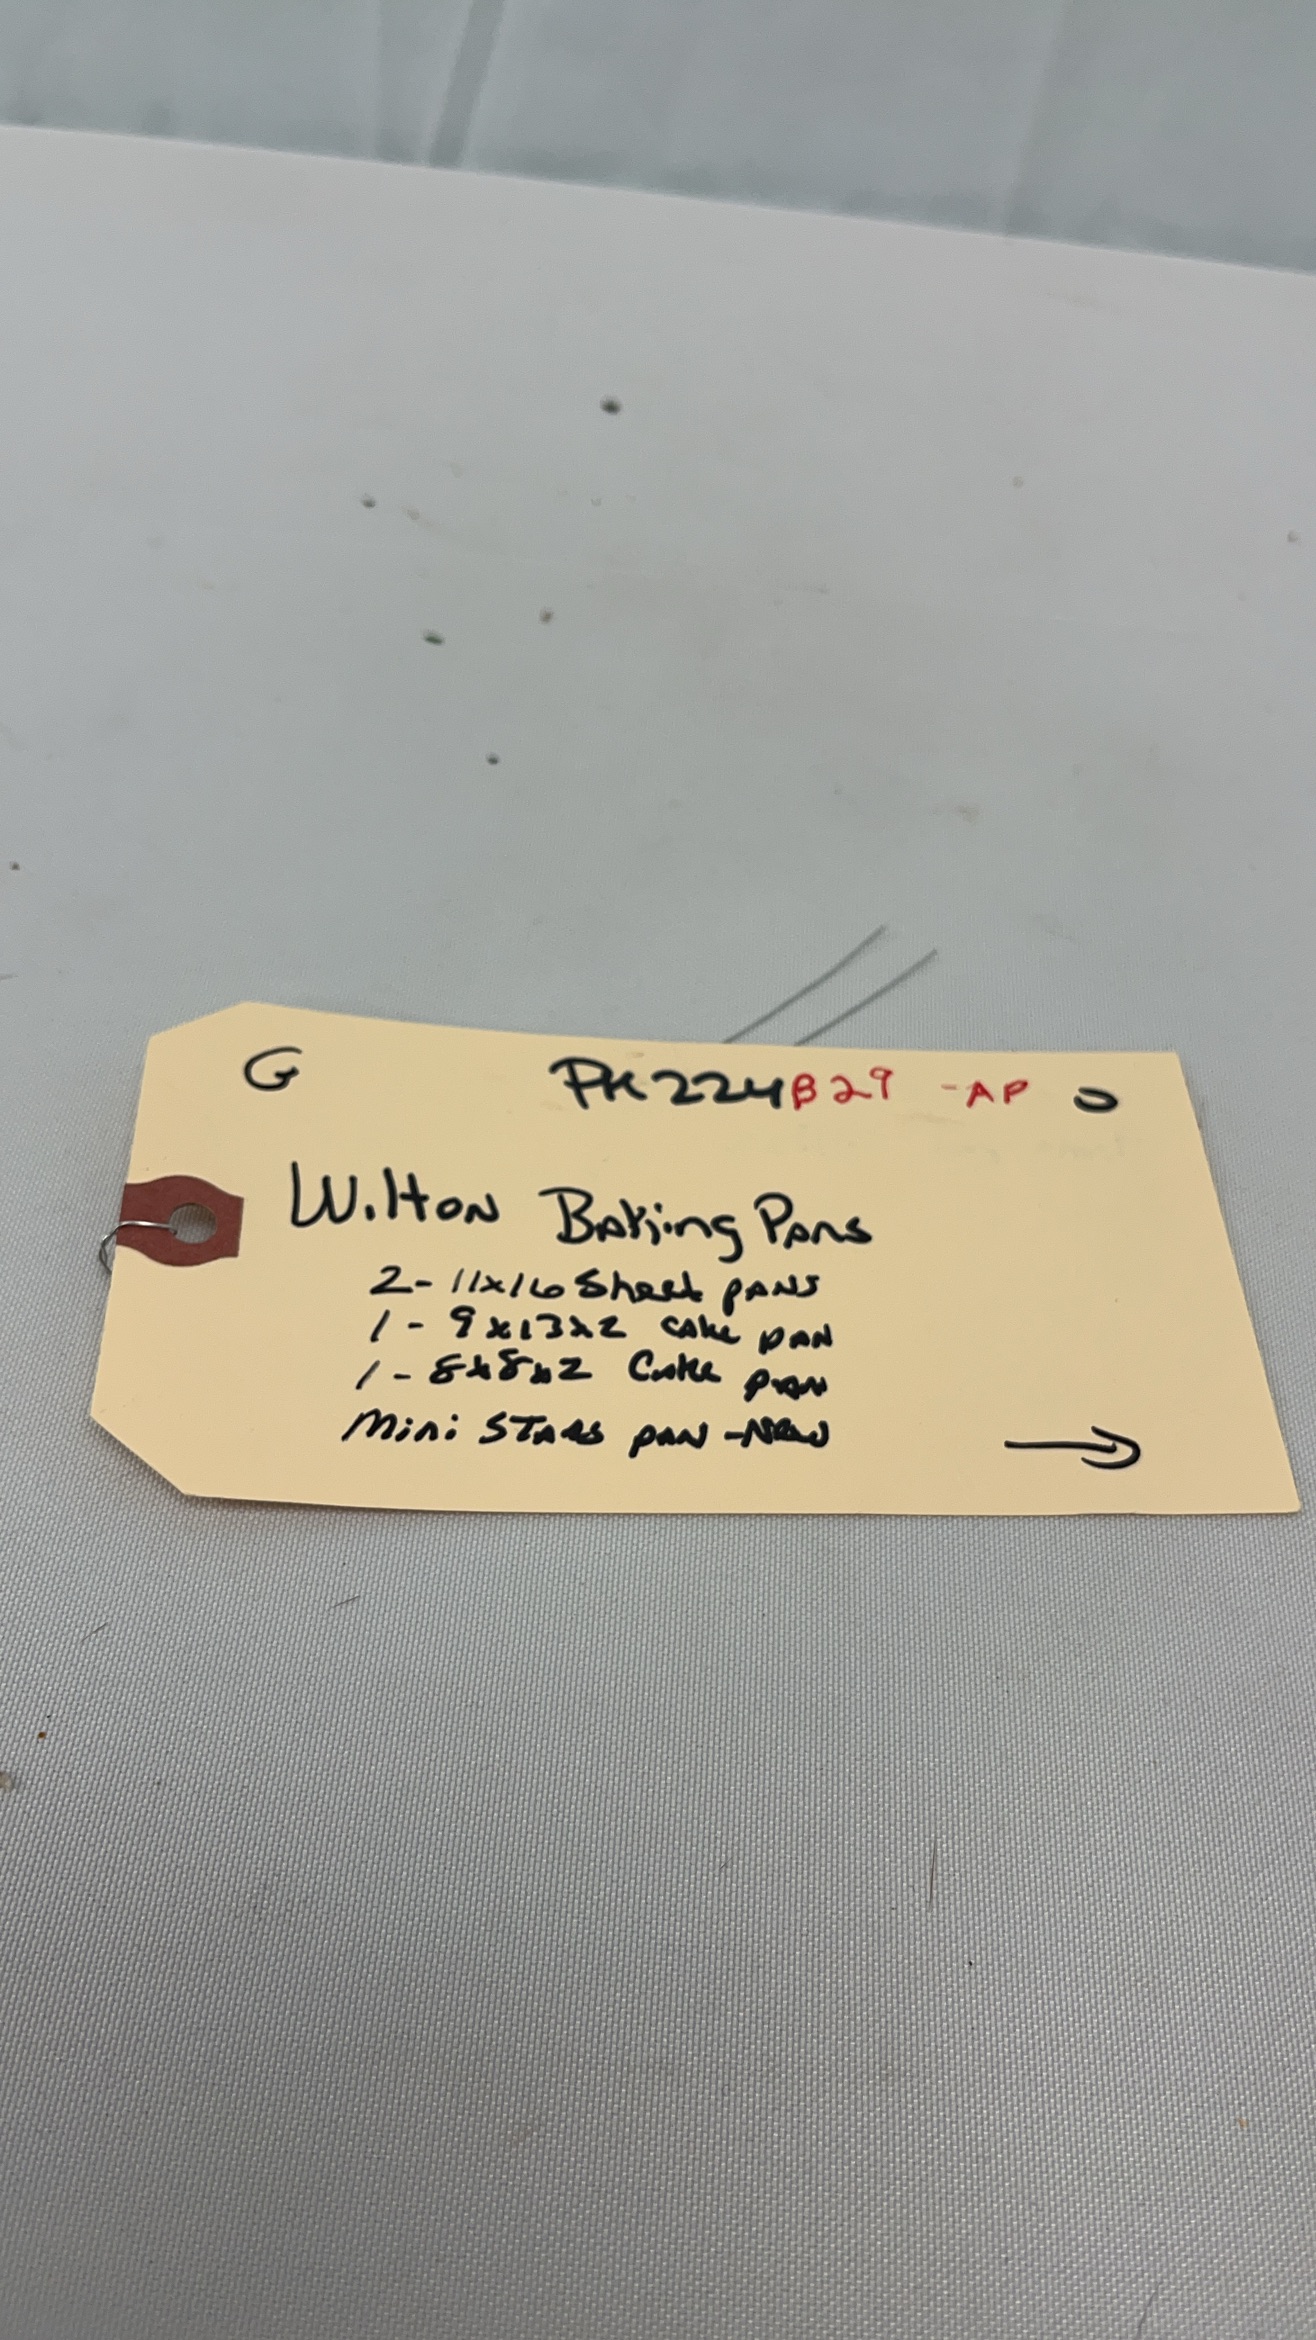 G PK224B29 -AP O
Wilton Baking Pans
2- 11x16 Sheet pans
1 - 9x13x2 cake pan
1 - 8x8x2 Cake pan
Mini STARS pan -New →